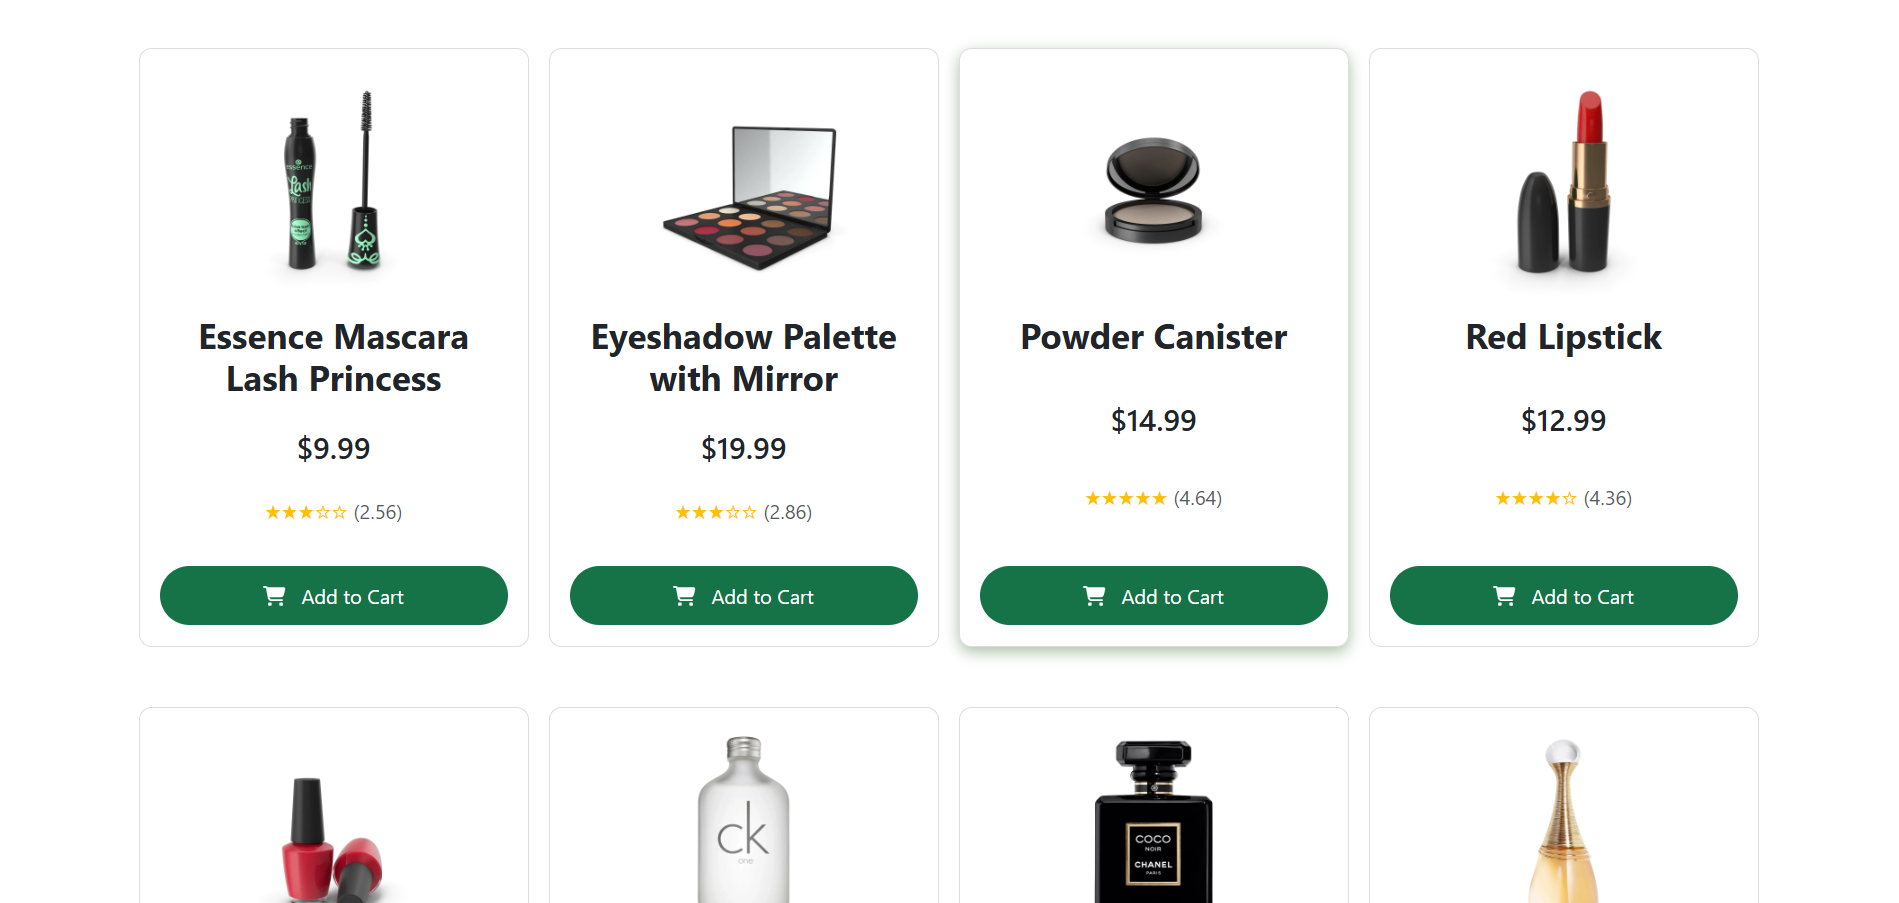 essence
Lash
PRINCESS
Essence Mascara
Lash Princess
$9.99
★★★☆☆ (2.56)
Add to Cart
Eyeshadow Palette
with Mirror
$19.99
★★★☆☆ (2.86)
Add to Cart
Powder Canister
$14.99
★★★★★ (4.64)
Add to Cart
Red Lipstick
$12.99
★★★★☆ (4.36)
Add to Cart
ck
one
COCO
NOIR
CHANEL
PARIS